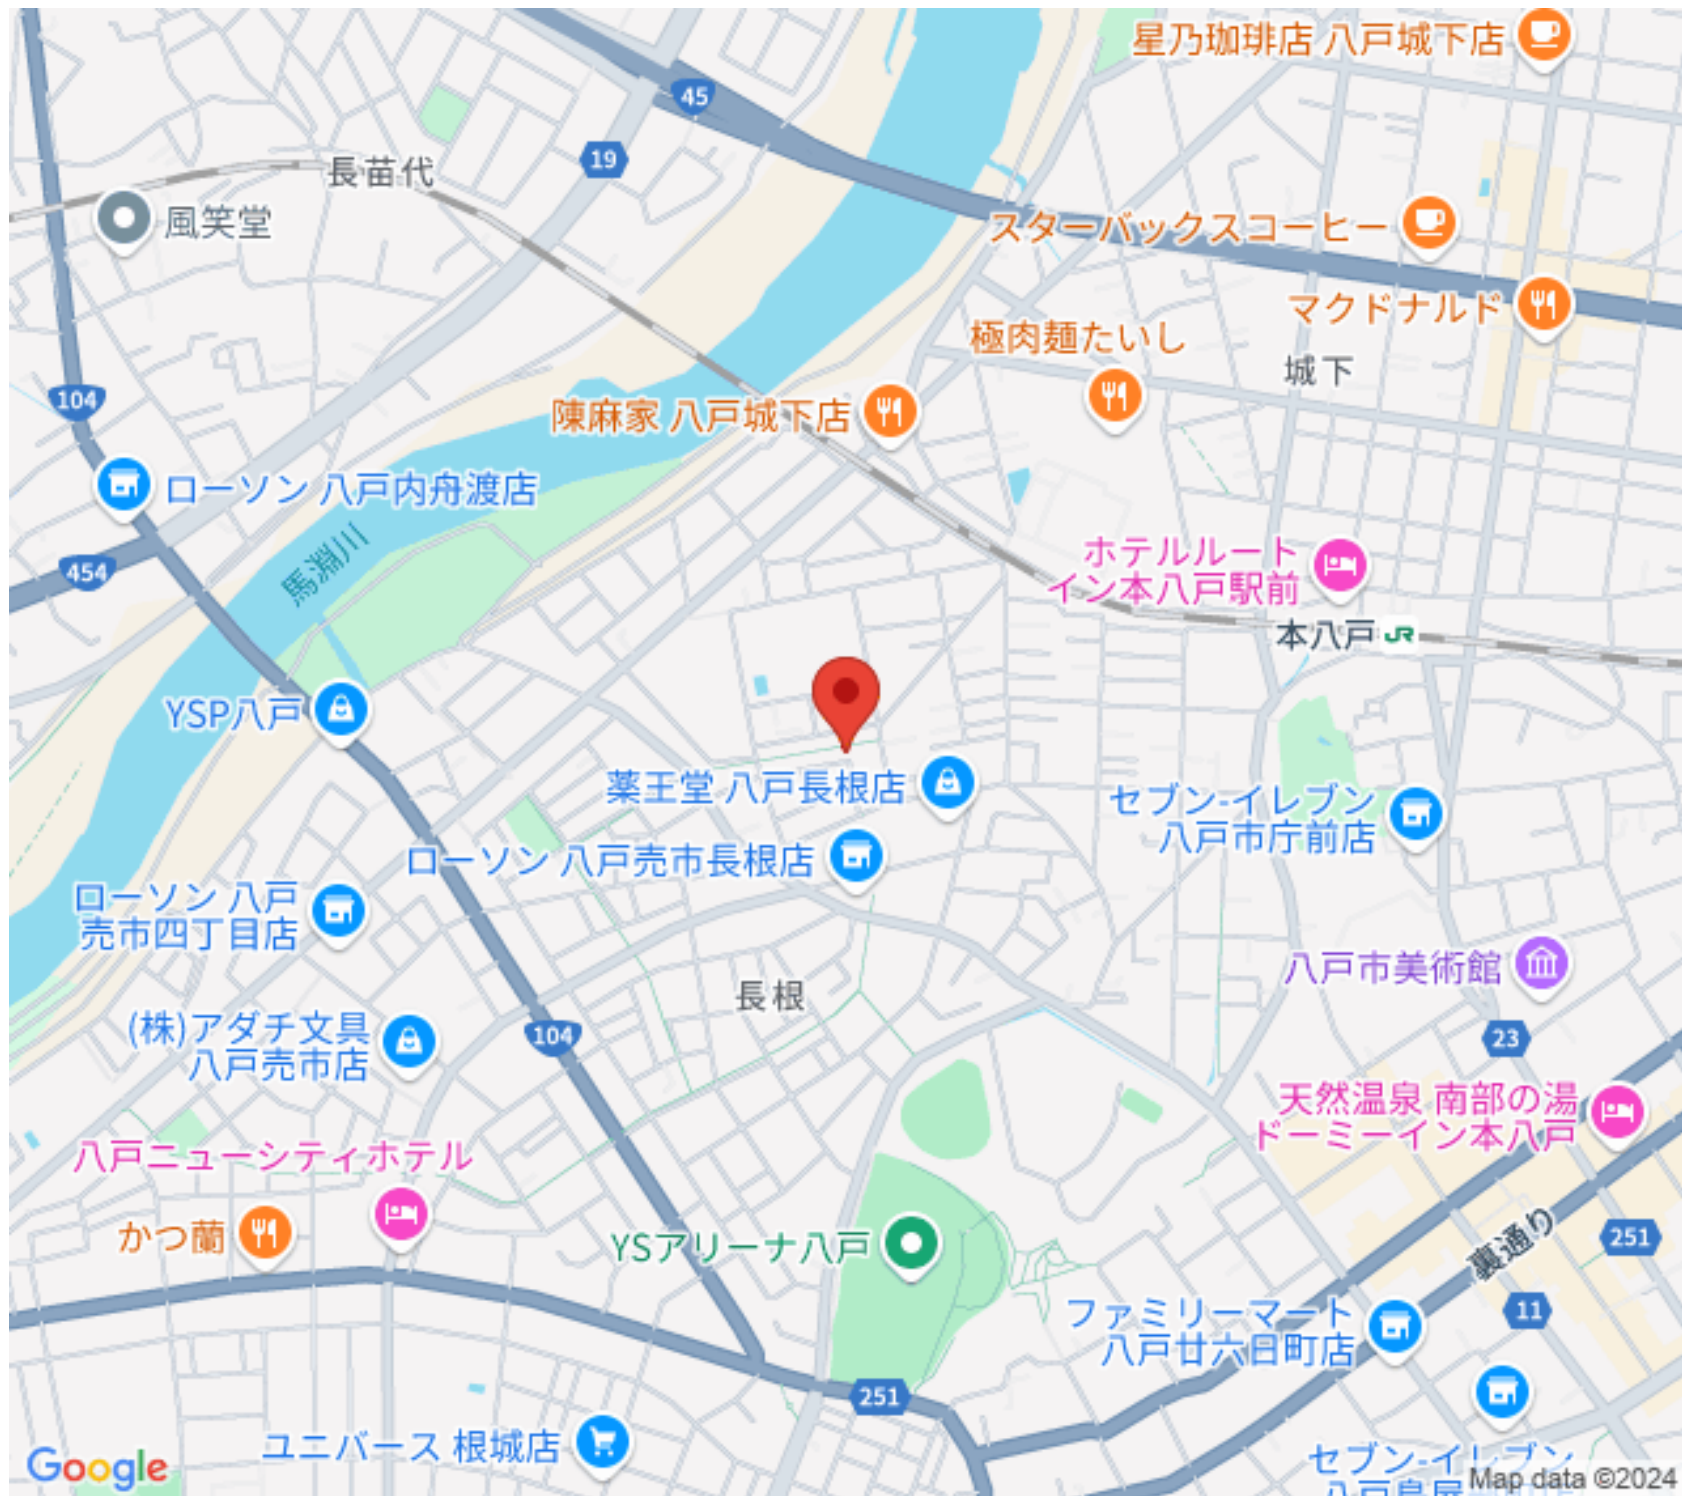 星乃珈琲店 八戸城下店
45
19
長苗代
風笑堂
スターバックスコーヒー
マクドナルド
極肉麺たいし
城下
104
陳麻家 八戸城下店
ローソン 八戸内舟渡店
馬淵川
454
ホテルルート
イン本八戸駅前
本八戸 JR
YSP八戸
薬王堂 八戸長根店
セブン-イレブン
八戸市庁前店
ローソン 八戸売市長根店
ローソン 八戸
売市四丁目店
八戸市美術館
長根
(株)アダチ文具
八戸売市店
104
23
天然温泉 南部の湯
ドーミーイン本八戸
八戸ニューシティホテル
かつ蘭
YSアリーナ八戸
裏通り
251
11
ファミリーマート
八戸廿六日町店
251
ユニバース 根城店
セブン-イレブン
Google
Map data ©2024